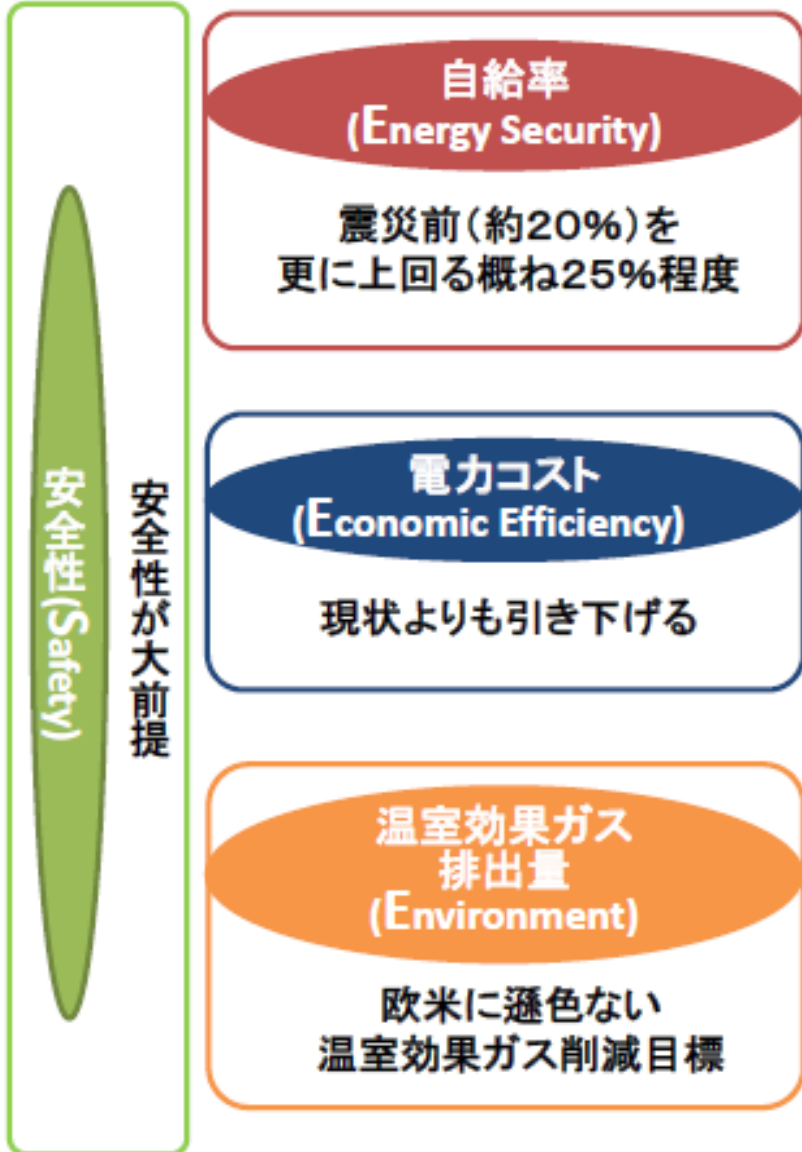 安全性(Safety)
安全性が大前提
自給率
(Energy Security)
震災前(約20%)を
更に上回る概ね25%程度
電力コスト
(Economic Efficiency)
現状よりも引き下げる
温室効果ガス
排出量
(Environment)
欧米に遜色ない
温室効果ガス削減目標